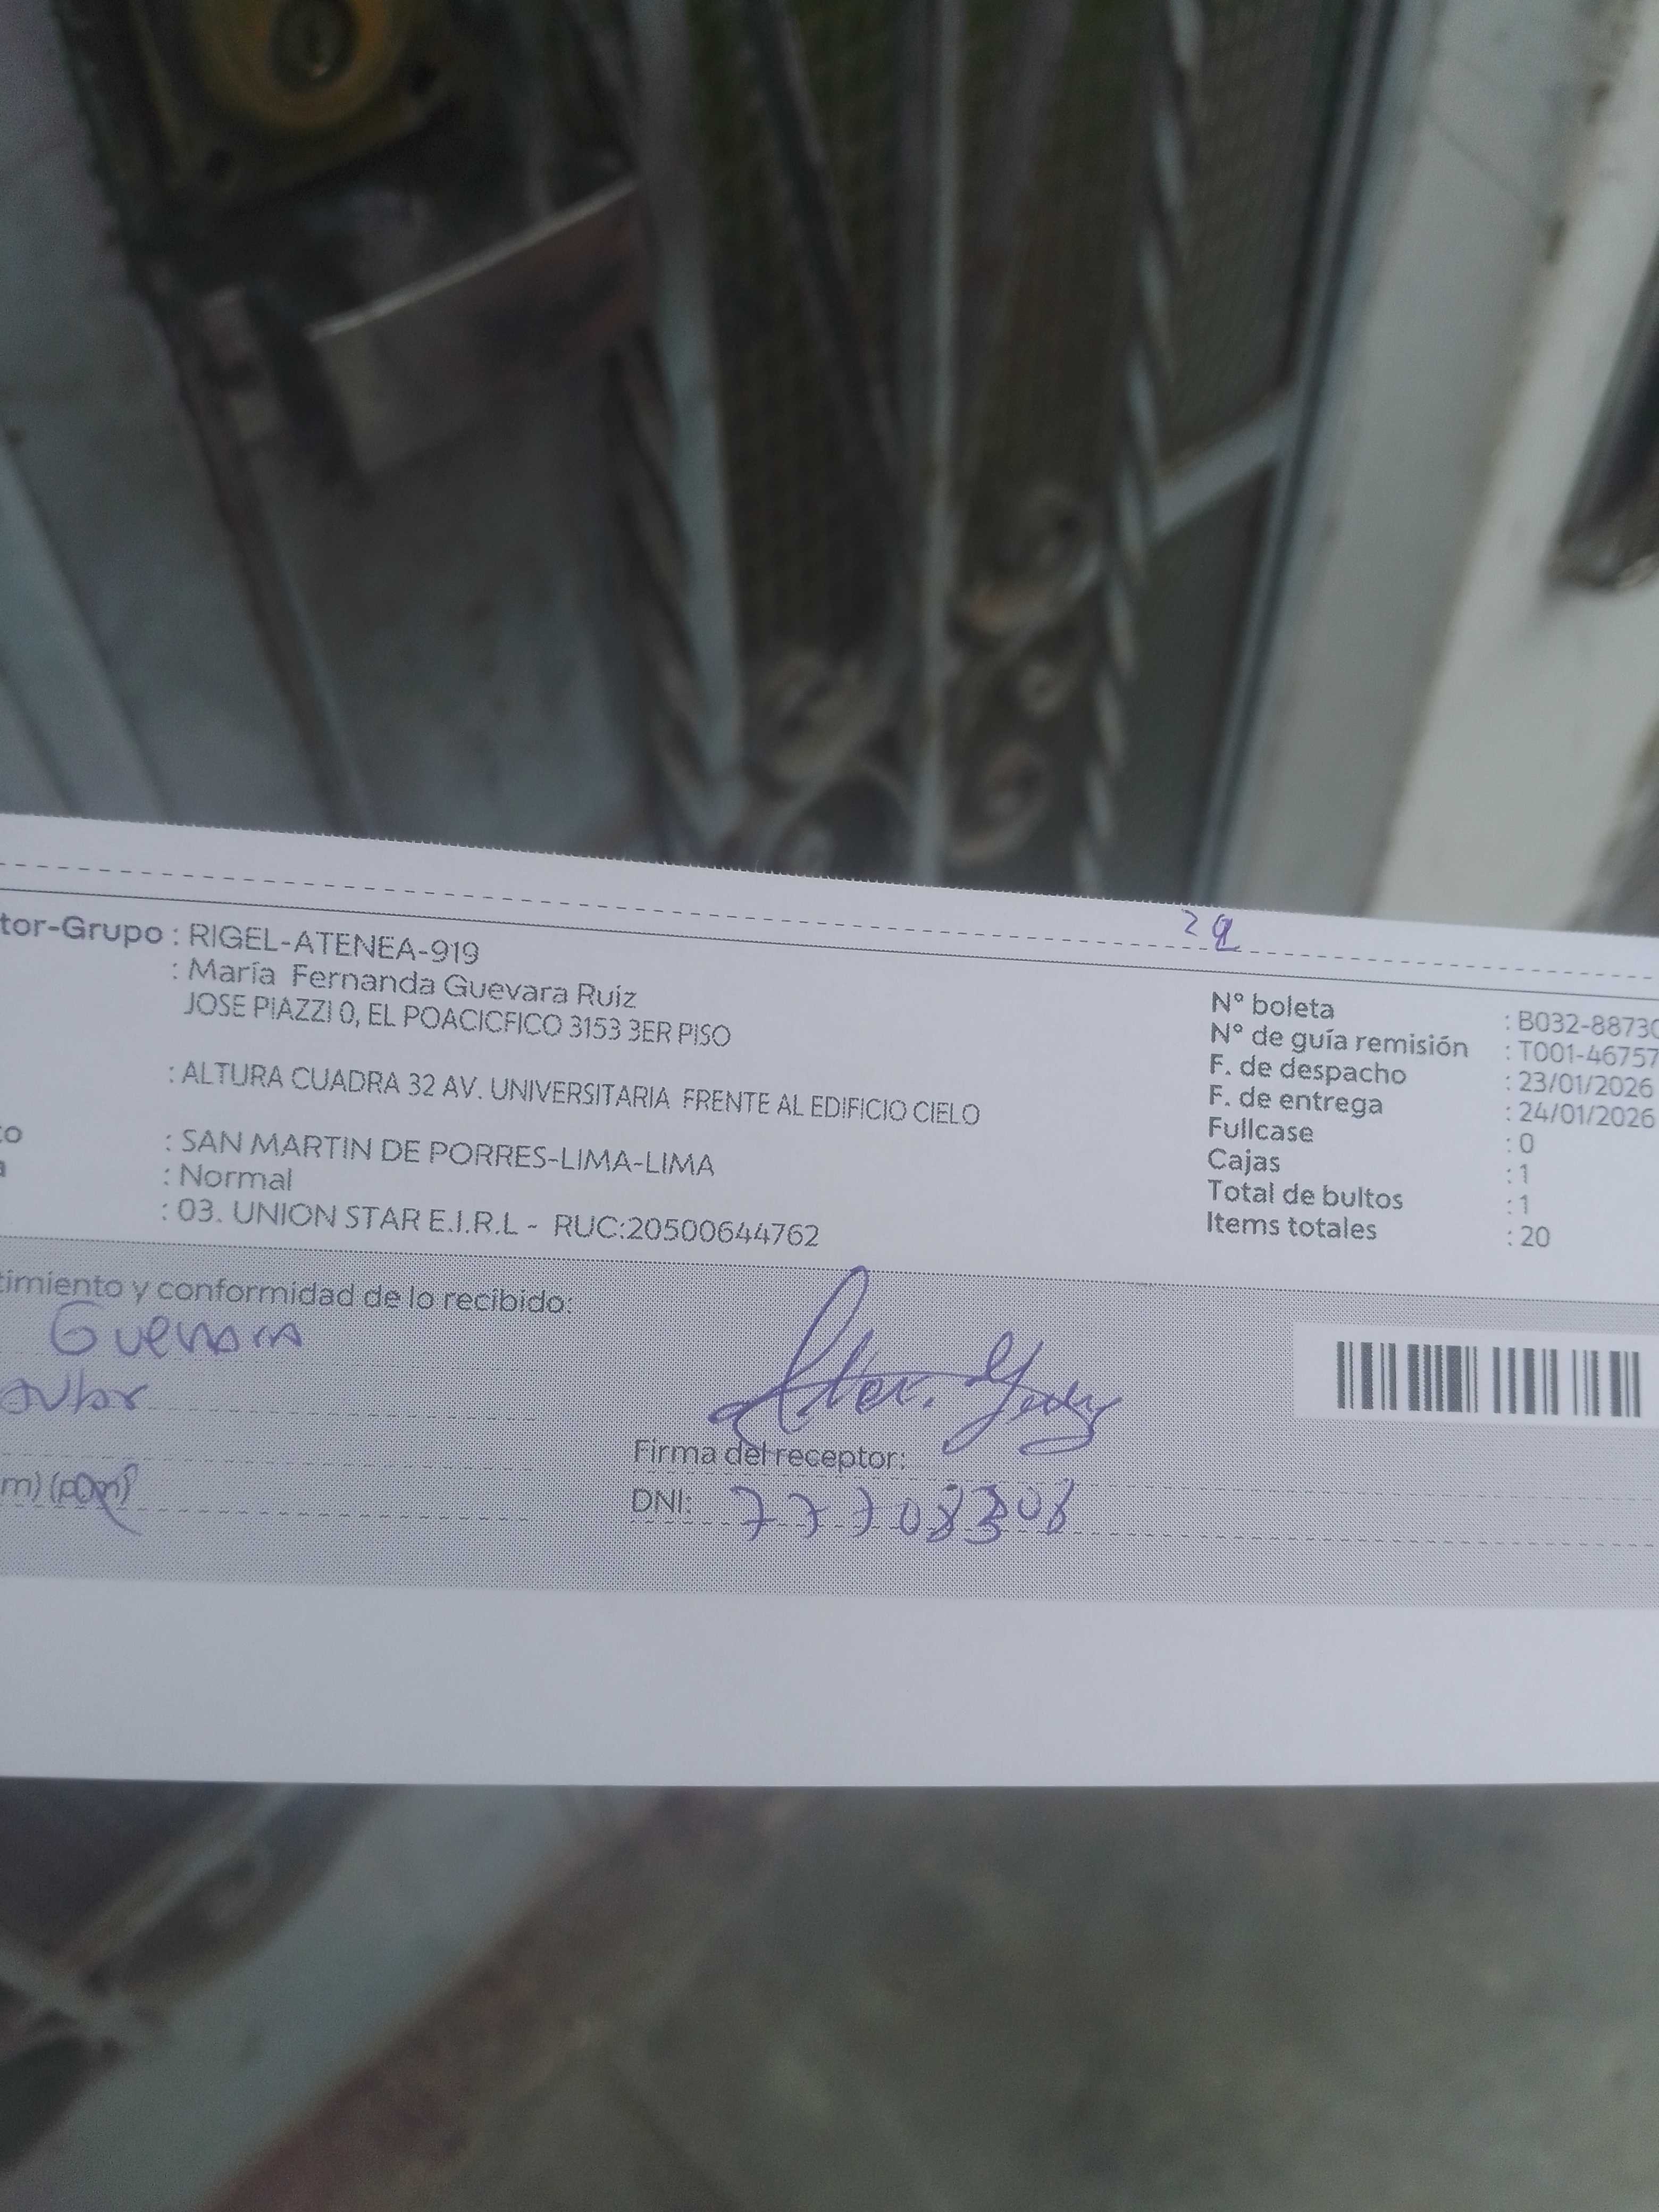 29
tor-Grupo : RIGEL-ATENEA-919
: María Fernanda Guevara Ruiz
JOSE PIAZZI 0, EL POACICFICO 3153 3ER PISO
: ALTURA CUADRA 32 AV. UNIVERSITARIA FRENTE AL EDIFICIO CIELO
: SAN MARTIN DE PORRES-LIMA-LIMA
: Normal
: 03. UNION STAR E.I.R.L - RUC:20500644762
N° boleta : B032-88730
N° de guía remisión : T001-46757
F. de despacho : 23/01/2026
F. de entrega : 24/01/2026
Fullcase : 0
Cajas : 1
Total de bultos : 1
Items totales : 20
timiento y conformidad de lo recibido:
Guevara
m) (pm)
Firma del receptor:
DNI: 77708308